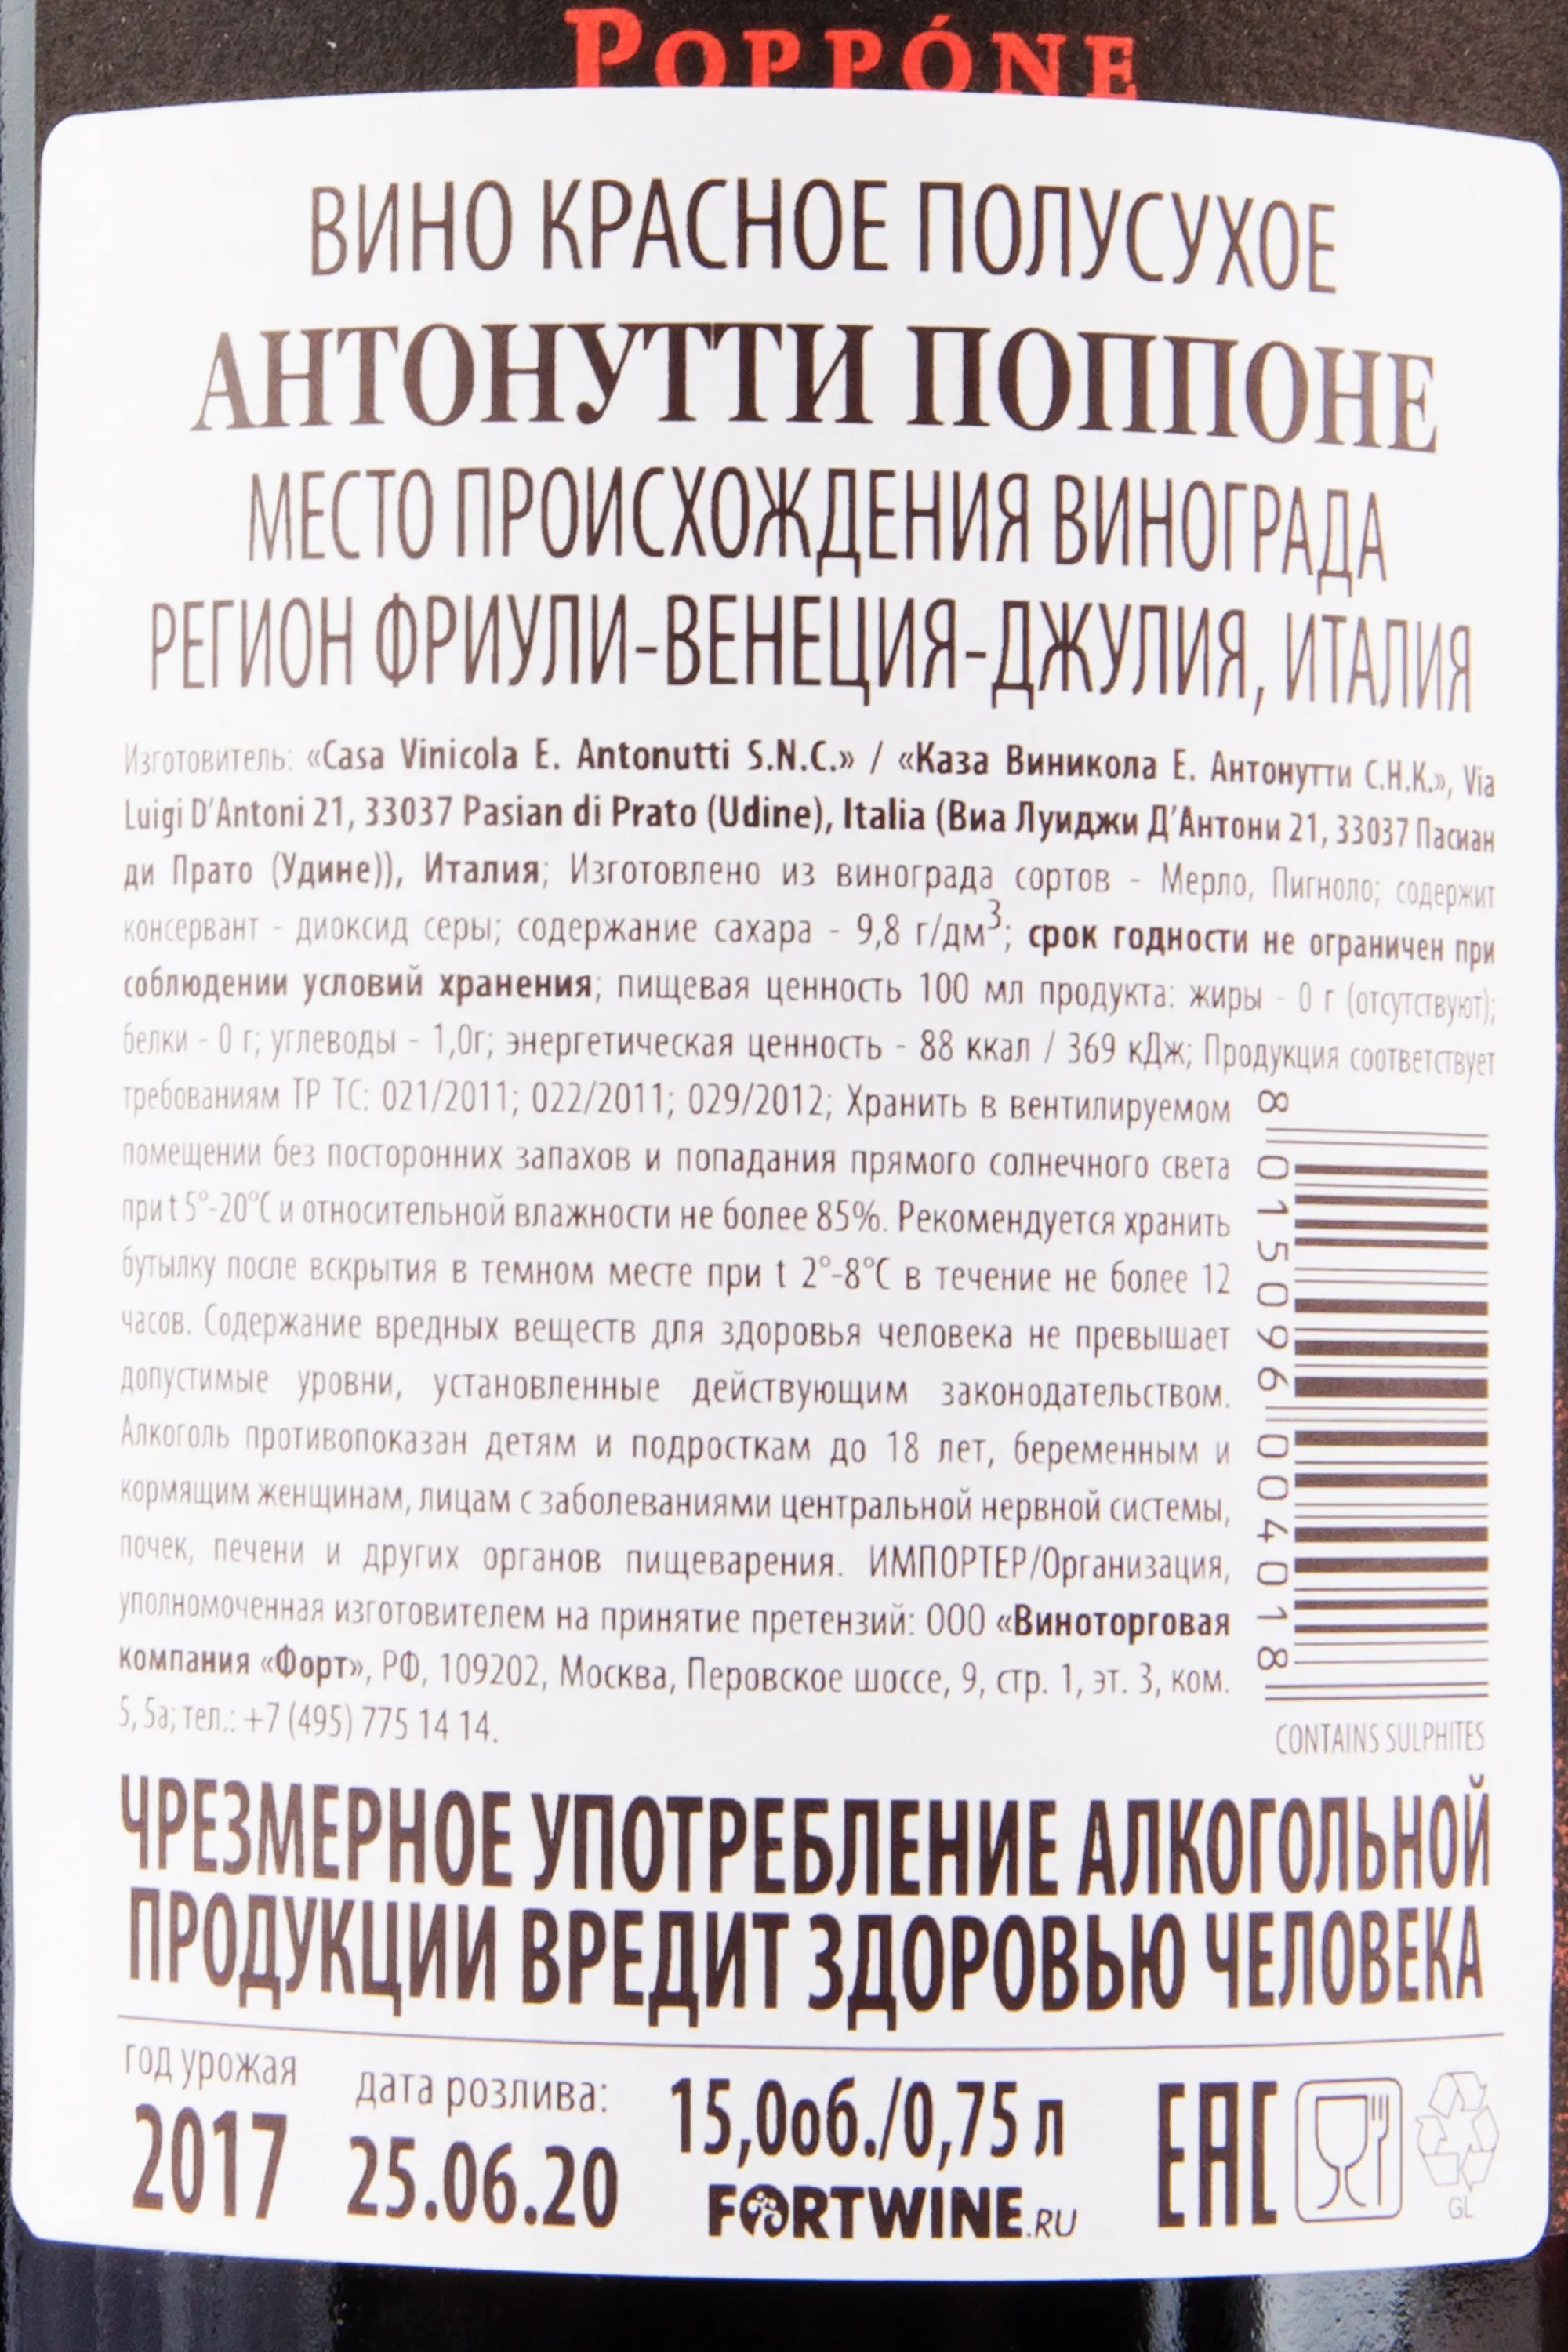 POPPÓNE
ВИНО КРАСНОЕ ПОЛУСУХОЕ
АНТОНУТТИ ПОППОНЕ
МЕСТО ПРОИСХОЖДЕНИЯ ВИНОГРАДА
РЕГИОН ФРИУЛИ-ВЕНЕЦИЯ-ДЖУЛИЯ, ИТАЛИЯ
Изготовитель: «Casa Vinicola E. Antonutti S.N.C.» / «Каза Виникола Е. Антонутти С.Н.К.», Via
Luigi D'Antoni 21, 33037 Pasian di Prato (Udine), Italia (Виа Луиджи Д'Антони 21, 33037 Пасиан
ди Прато (Удине)), Италия; Изготовлено из винограда сортов - Мерло, Пигноло; содержит
консервант - диоксид серы; содержание сахара - 9,8 г/дм³; срок годности не ограничен при
соблюдении условий хранения; пищевая ценность 100 мл продукта: жиры - 0 г (отсутствуют);
белки - 0 г; углеводы - 1,0г; энергетическая ценность - 88 ккал / 369 кДж; Продукция соответствует
требованиям ТР ТС: 021/2011; 022/2011; 029/2012; Хранить в вентилируемом
помещении без посторонних запахов и попадания прямого солнечного света
при t 5°-20°C и относительной влажности не более 85%. Рекомендуется хранить
бутылку после вскрытия в темном месте при t 2°-8°C в течение не более 12
часов. Содержание вредных веществ для здоровья человека не превышает
допустимые уровни, установленные действующим законодательством.
Алкоголь противопоказан детям и подросткам до 18 лет, беременным и
кормящим женщинам, лицам с заболеваниями центральной нервной системы,
почек, печени и других органов пищеварения. ИМПОРТЕР/Организация,
уполномоченная изготовителем на принятие претензий: ООО «Виноторговая
компания «Форт», РФ, 109202, Москва, Перовское шоссе, 9, стр. 1, эт. 3, ком.
5, 5а; тел.: +7 (495) 775 14 14.
8 015096 004018
CONTAINS SULPHITES
ЧРЕЗМЕРНОЕ УПОТРЕБЛЕНИЕ АЛКОГОЛЬНОЙ
ПРОДУКЦИИ ВРЕДИТ ЗДОРОВЬЮ ЧЕЛОВЕКА
год урожая
2017
дата розлива:
25.06.20
15,0об./0,75 л
FORTWINE.RU
EAC
GL